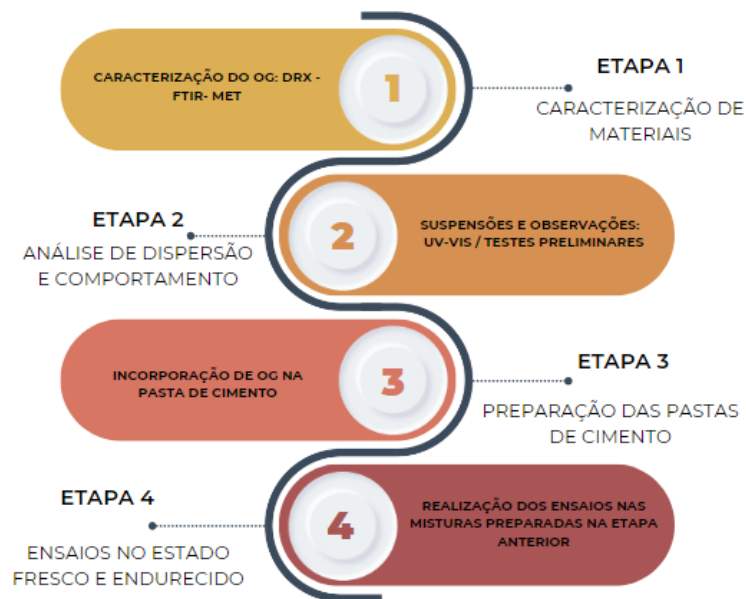 CARACTERIZAÇÃO DO OG: DRX -
FTIR- MET
1
ETAPA 1
CARACTERIZAÇÃO DE
MATERIAIS
ETAPA 2
ANÁLISE DE DISPERSÃO
E COMPORTAMENTO
2
SUSPENSÕES E OBSERVAÇÕES:
UV-VIS / TESTES PRELIMINARES
INCORPORAÇÃO DE OG NA
PASTA DE CIMENTO
3
ETAPA 3
PREPARAÇÃO DAS PASTAS
DE CIMENTO
ETAPA 4
ENSAIOS NO ESTADO
FRESCO E ENDURECIDO
4
REALIZAÇÃO DOS ENSAIOS NAS
MISTURAS PREPARADAS NA ETAPA
ANTERIOR